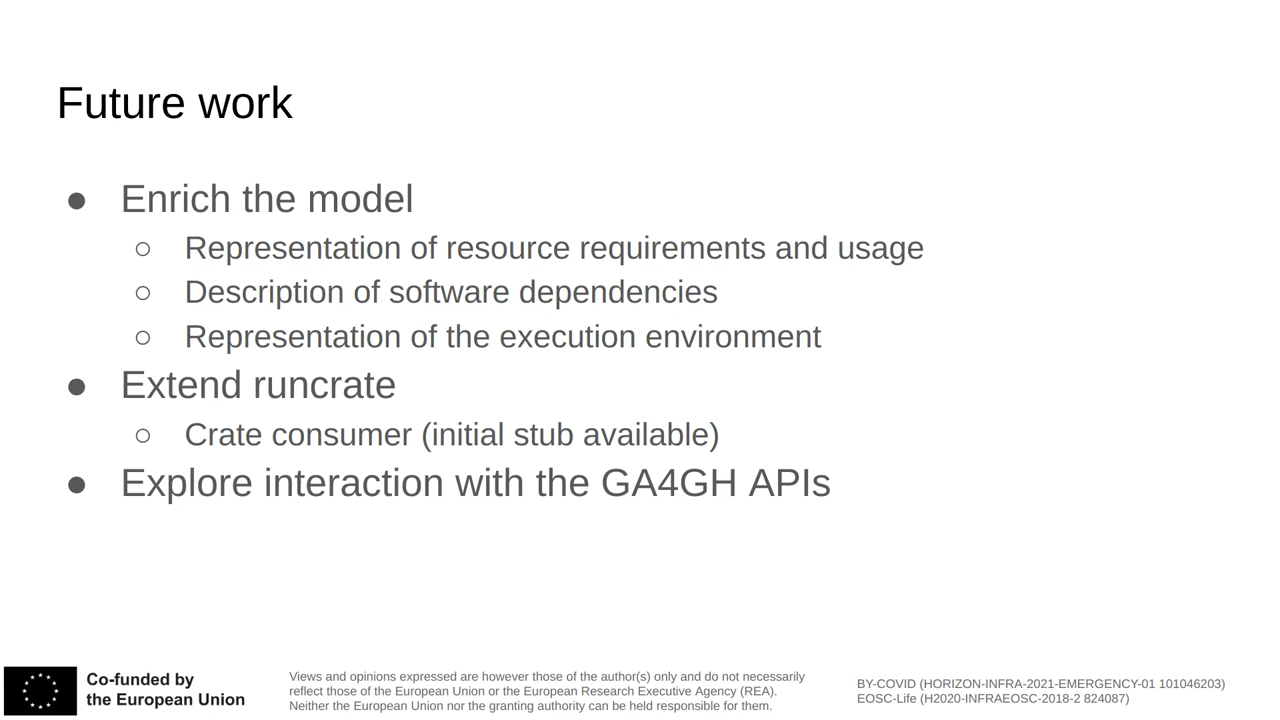 Future work
● Enrich the model
○ Representation of resource requirements and usage
○ Description of software dependencies
○ Representation of the execution environment
● Extend runcrate
○ Crate consumer (initial stub available)
● Explore interaction with the GA4GH APIs
Co-funded by
the European Union
Views and opinions expressed are however those of the author(s) only and do not necessarily
reflect those of the European Union or the European Research Executive Agency (REA).
Neither the European Union nor the granting authority can be held responsible for them.
BY-COVID (HORIZON-INFRA-2021-EMERGENCY-01 101046203)
EOSC-Life (H2020-INFRAEOSC-2018-2 824087)